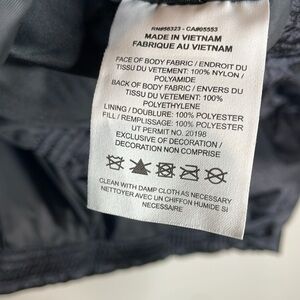 RN#56323 - CA#05553
MADE IN VIETNAM
FABRIQUE AU VIETNAM
FACE OF BODY FABRIC / ENDROIT DU
TISSU DU VETEMENT: 100% NYLON /
POLYAMIDE
BACK OF BODY FABRIC / ENVERS DU
TISSU DU VETEMENT: 100%
POLYETHYLENE
LINING / DOUBLURE: 100% POLYESTER
FILL / REMPLISSAGE: 100% POLYESTER
UT PERMIT NO. 20198
EXCLUSIVE OF DECORATION /
DECORATION NON COMPRISE
CLEAN WITH DAMP CLOTH AS NECESSARY
NETTOYER AVEC UN CHIFFON HUMIDE SI
NECESSAIRE